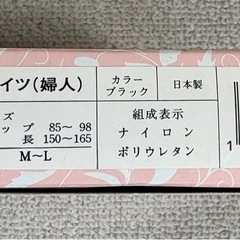 イツ(婦人)
カラー
ブラック
日本製
ズ
ップ 85〜 98
長 150〜165
M〜L
組成表示
ナイロン
ポリウレタン
1